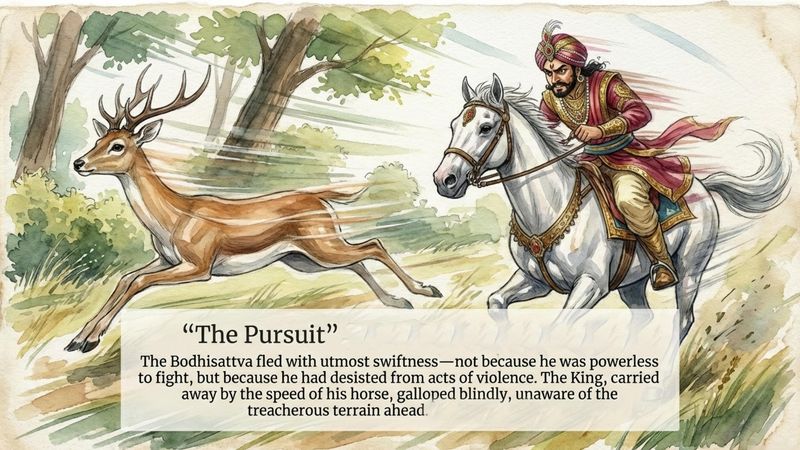 “The Pursuit”
The Bodhisattva fled with utmost swiftness—not because he was powerless
to fight, but because he had desisted from acts of violence. The King, carried
away by the speed of his horse, galloped blindly, unaware of the
treacherous terrain ahead.